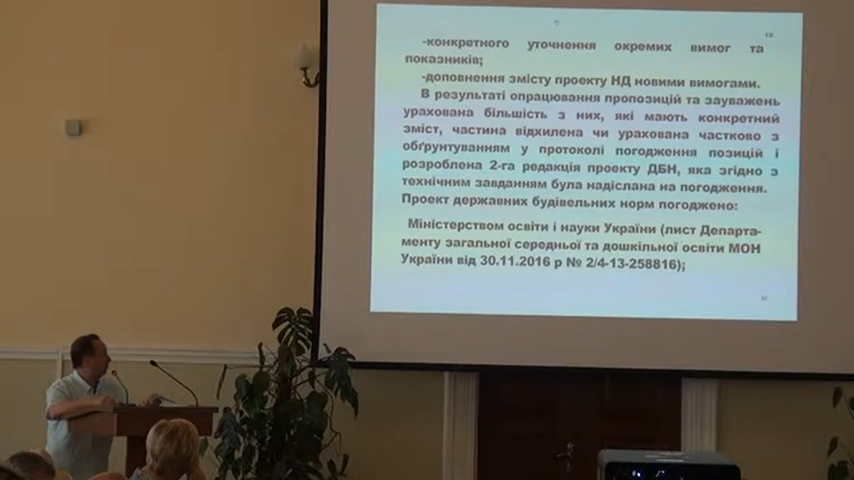 -конкретного уточнення окремих вимог та
показників;
-доповнення змісту проекту НД новими вимогами.
В результаті опрацювання пропозицій та зауважень
урахована більшість з них, які мають конкретний
зміст, частина відхилена чи урахована частково з
обґрунтуванням у протоколі погодження позицій і
розроблена 2-га редакція проекту ДБН, яка згідно з
технічним завданням була надіслана на погодження.
Проект державних будівельних норм погоджено:
Міністерством освіти і науки України (лист Департа-
менту загальної середньої та дошкільної освіти МОН
України від 30.11.2016 р № 2/4-13-258816);